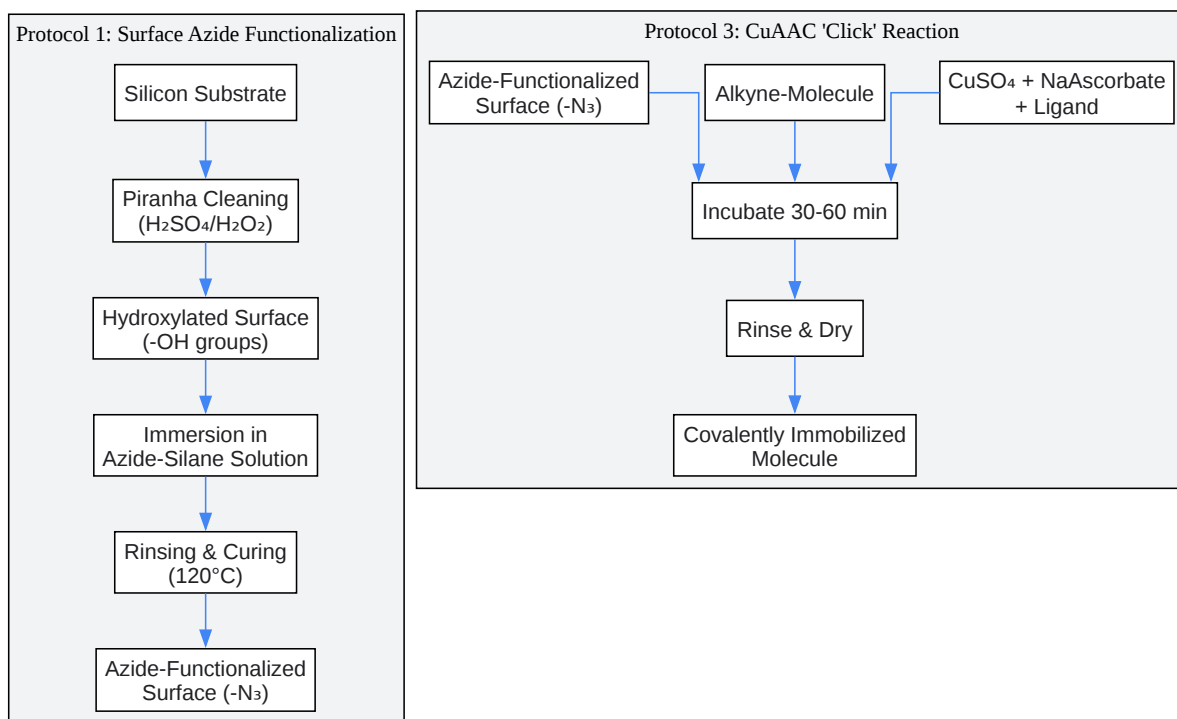 Protocol 1: Surface Azide Functionalization
Silicon Substrate
Piranha Cleaning
(H₂SO₄/H₂O₂)
Hydroxylated Surface
(-OH groups)
Immersion in
Azide-Silane Solution
Rinsing & Curing
(120°C)
Azide-Functionalized
Surface (-N₃)
Protocol 3: CuAAC 'Click' Reaction
Azide-Functionalized
Surface (-N₃)
Alkyne-Molecule
CuSO₄ + NaAscorbate
+ Ligand
Incubate 30-60 min
Rinse & Dry
Covalently Immobilized
Molecule